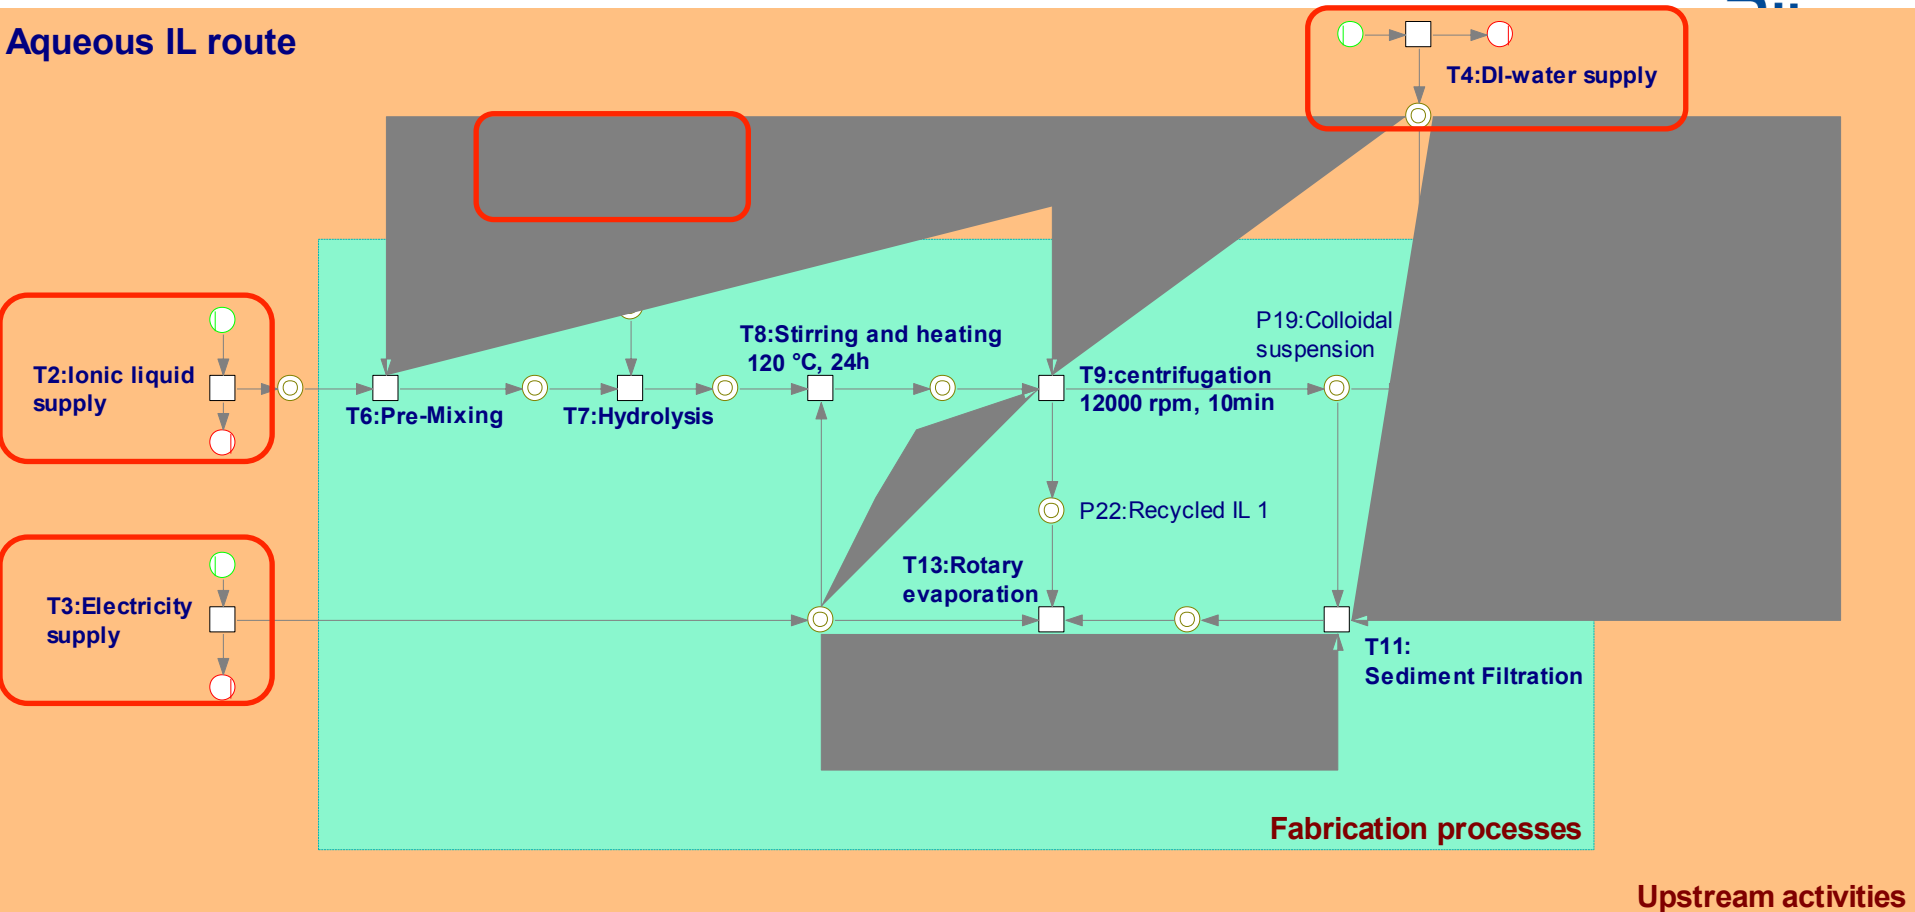 Aqueous IL route
T4:DI-water supply
P19:Colloidal
suspension
T8:Stirring and heating
120 °C, 24h
T2:Ionic liquid
supply
T9:centrifugation
12000 rpm, 10min
T6:Pre-Mixing
T7:Hydrolysis
P22:Recycled IL 1
T13:Rotary
evaporation
T3:Electricity
supply
T11:
Sediment Filtration
Fabrication processes
Upstream activities